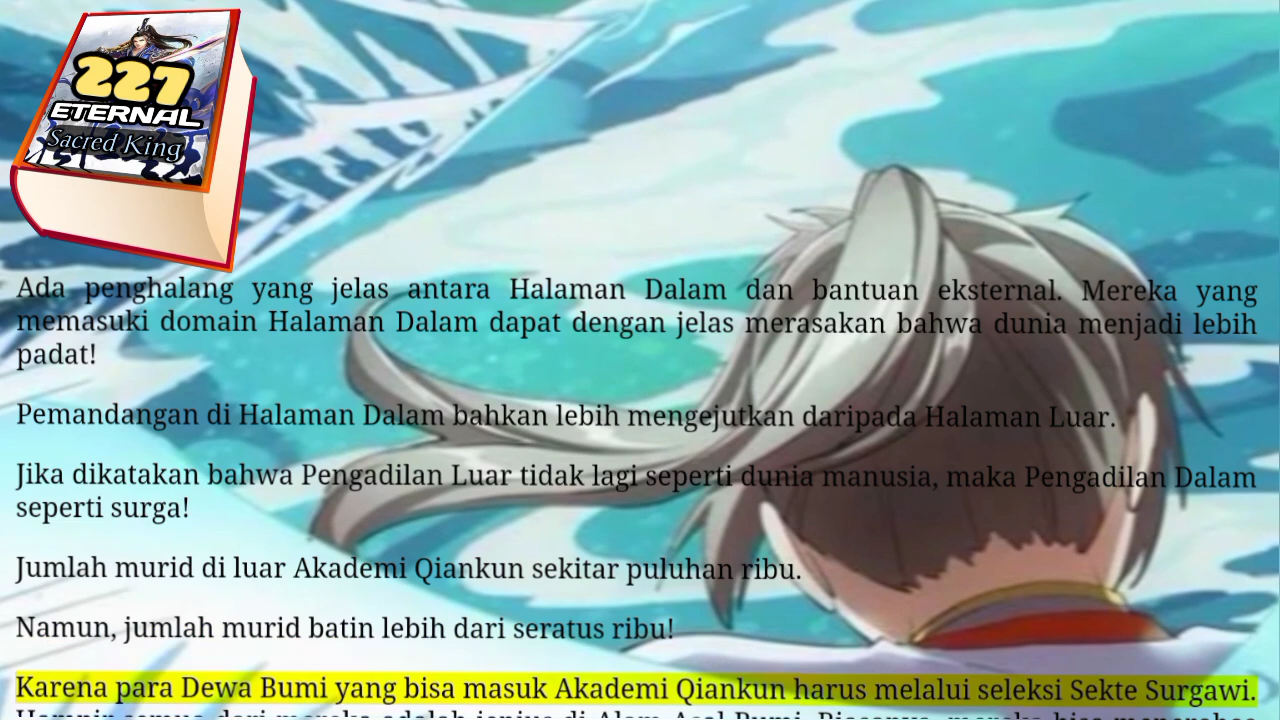 227
ETERNAL
Sacred King
Ada penghalang yang jelas antara Halaman Dalam dan bantuan eksternal. Mereka yang
memasuki domain Halaman Dalam dapat dengan jelas merasakan bahwa dunia menjadi lebih
padat!
Pemandangan di Halaman Dalam bahkan lebih mengejutkan daripada Halaman Luar.
Jika dikatakan bahwa Pengadilan Luar tidak lagi seperti dunia manusia, maka Pengadilan Dalam
seperti surga!
Jumlah murid di luar Akademi Qiankun sekitar puluhan ribu.
Namun, jumlah murid batin lebih dari seratus ribu!
Karena para Dewa Bumi yang bisa masuk Akademi Qiankun harus melalui seleksi Sekte Surgawi.